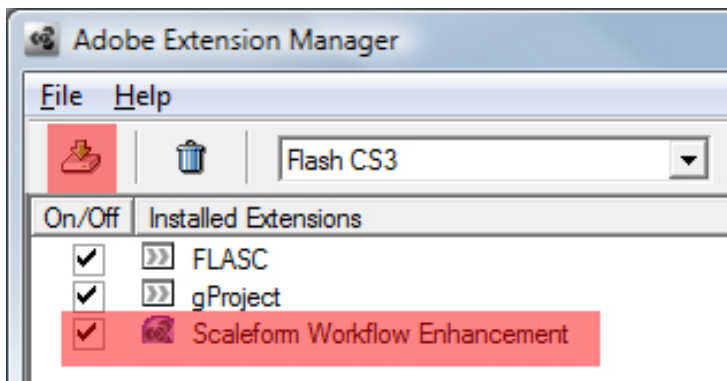 Adobe Extension Manager
File Help
Flash CS3
On/Off Installed Extensions
FLASC
gProject
Scaleform Workflow Enhancement